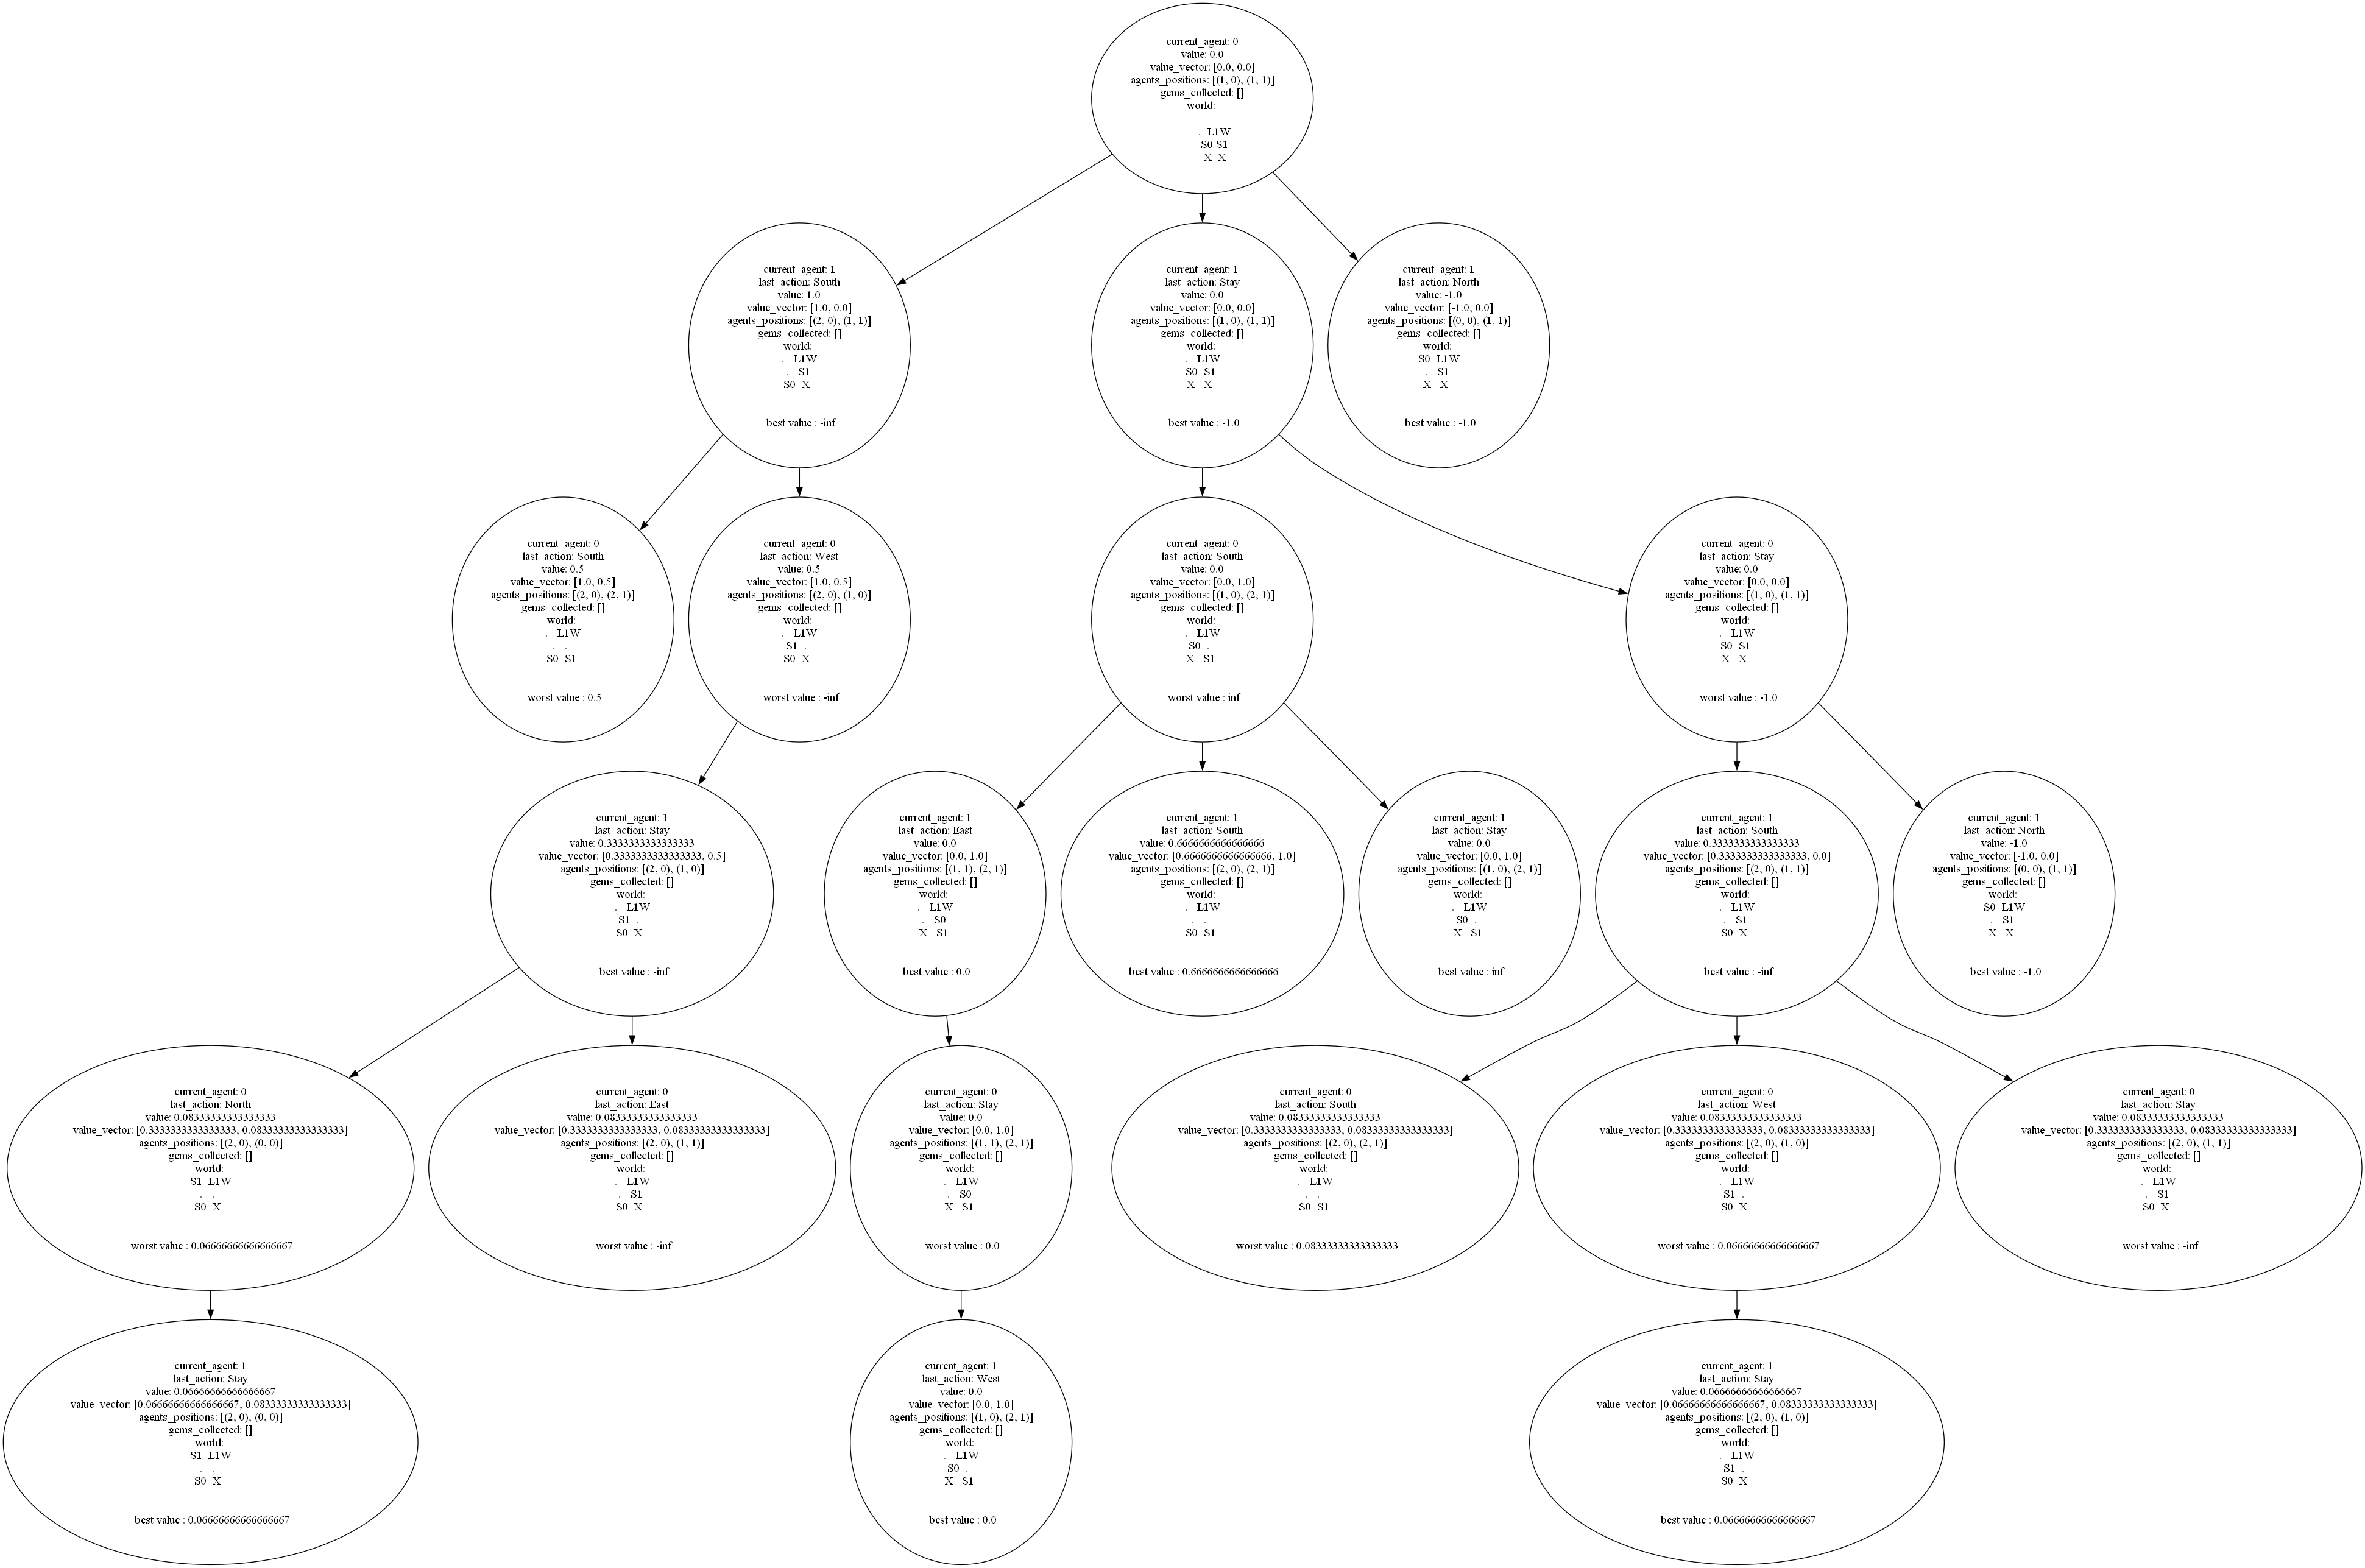 current_agent: 0
value: 0.0
value_vector: [0.0, 0.0]
agents_positions: [(1, 0), (1, 1)]
gems_collected: []
world:
. L1W
S0 S1
X X
current_agent: 1
last_action: South
value: 1.0
value_vector: [1.0, 0.0]
agents_positions: [(2, 0), (1, 1)]
gems_collected: []
world:
. L1W
. S1
S0 X
best value : -inf
current_agent: 1
last_action: Stay
value: 0.0
value_vector: [0.0, 0.0]
agents_positions: [(1, 0), (1, 1)]
gems_collected: []
world:
. L1W
S0 S1
X X
best value : -1.0
current_agent: 1
last_action: North
value: -1.0
value_vector: [-1.0, 0.0]
agents_positions: [(0, 0), (1, 1)]
gems_collected: []
world:
S0 L1W
. S1
X X
best value : -1.0
current_agent: 0
last_action: South
value: 0.5
value_vector: [1.0, 0.5]
agents_positions: [(2, 0), (2, 1)]
gems_collected: []
world:
. L1W
. .
S0 S1
worst value : 0.5
current_agent: 0
last_action: West
value: 0.5
value_vector: [1.0, 0.5]
agents_positions: [(2, 0), (1, 0)]
gems_collected: []
world:
. L1W
S1 .
S0 X
worst value : -inf
current_agent: 0
last_action: South
value: 0.0
value_vector: [0.0, 1.0]
agents_positions: [(1, 0), (2, 1)]
gems_collected: []
world:
. L1W
S0 .
X S1
worst value : inf
current_agent: 0
last_action: Stay
value: 0.0
value_vector: [0.0, 0.0]
agents_positions: [(1, 0), (1, 1)]
gems_collected: []
world:
. L1W
S0 S1
X X
worst value : -1.0
current_agent: 1
last_action: Stay
value: 0.3333333333333333
value_vector: [0.3333333333333333, 0.5]
agents_positions: [(2, 0), (1, 0)]
gems_collected: []
world:
. L1W
S1 .
S0 X
best value : -inf
current_agent: 1
last_action: East
value: 0.0
value_vector: [0.0, 1.0]
agents_positions: [(1, 1), (2, 1)]
gems_collected: []
world:
. L1W
. S0
X S1
best value : 0.0
current_agent: 1
last_action: South
value: 0.6666666666666666
value_vector: [0.6666666666666666, 1.0]
agents_positions: [(2, 0), (2, 1)]
gems_collected: []
world:
. L1W
. .
S0 S1
best value : 0.6666666666666666
current_agent: 1
last_action: Stay
value: 0.0
value_vector: [0.0, 1.0]
agents_positions: [(1, 0), (2, 1)]
gems_collected: []
world:
. L1W
S0 .
X S1
best value : inf
current_agent: 1
last_action: South
value: 0.3333333333333333
value_vector: [0.3333333333333333, 0.0]
agents_positions: [(2, 0), (1, 1)]
gems_collected: []
world:
. L1W
. S1
S0 X
best value : -inf
current_agent: 1
last_action: North
value: -1.0
value_vector: [-1.0, 0.0]
agents_positions: [(0, 0), (1, 1)]
gems_collected: []
world:
S0 L1W
. S1
X X
best value : -1.0
current_agent: 0
last_action: North
value: 0.08333333333333333
value_vector: [0.3333333333333333, 0.08333333333333333]
agents_positions: [(2, 0), (0, 0)]
gems_collected: []
world:
S1 L1W
. .
S0 X
worst value : 0.06666666666666667
current_agent: 0
last_action: East
value: 0.08333333333333333
value_vector: [0.3333333333333333, 0.08333333333333333]
agents_positions: [(2, 0), (1, 1)]
gems_collected: []
world:
. L1W
. S1
S0 X
worst value : -inf
current_agent: 0
last_action: Stay
value: 0.0
value_vector: [0.0, 1.0]
agents_positions: [(1, 1), (2, 1)]
gems_collected: []
world:
. L1W
. S0
X S1
worst value : 0.0
current_agent: 0
last_action: South
value: 0.08333333333333333
value_vector: [0.3333333333333333, 0.08333333333333333]
agents_positions: [(2, 0), (2, 1)]
gems_collected: []
world:
. L1W
. .
S0 S1
worst value : 0.08333333333333333
current_agent: 0
last_action: West
value: 0.08333333333333333
value_vector: [0.3333333333333333, 0.08333333333333333]
agents_positions: [(2, 0), (1, 0)]
gems_collected: []
world:
. L1W
S1 .
S0 X
worst value : 0.06666666666666667
current_agent: 0
last_action: Stay
value: 0.08333333333333333
value_vector: [0.3333333333333333, 0.08333333333333333]
agents_positions: [(2, 0), (1, 1)]
gems_collected: []
world:
. L1W
. S1
S0 X
worst value : -inf
current_agent: 1
last_action: Stay
value: 0.06666666666666667
value_vector: [0.06666666666666667, 0.08333333333333333]
agents_positions: [(2, 0), (0, 0)]
gems_collected: []
world:
S1 L1W
. .
S0 X
best value : 0.06666666666666667
current_agent: 1
last_action: West
value: 0.0
value_vector: [0.0, 1.0]
agents_positions: [(1, 0), (2, 1)]
gems_collected: []
world:
. L1W
S0 .
X S1
best value : 0.0
current_agent: 1
last_action: Stay
value: 0.06666666666666667
value_vector: [0.06666666666666667, 0.08333333333333333]
agents_positions: [(2, 0), (1, 0)]
gems_collected: []
world:
. L1W
S1 .
S0 X
best value : 0.06666666666666667